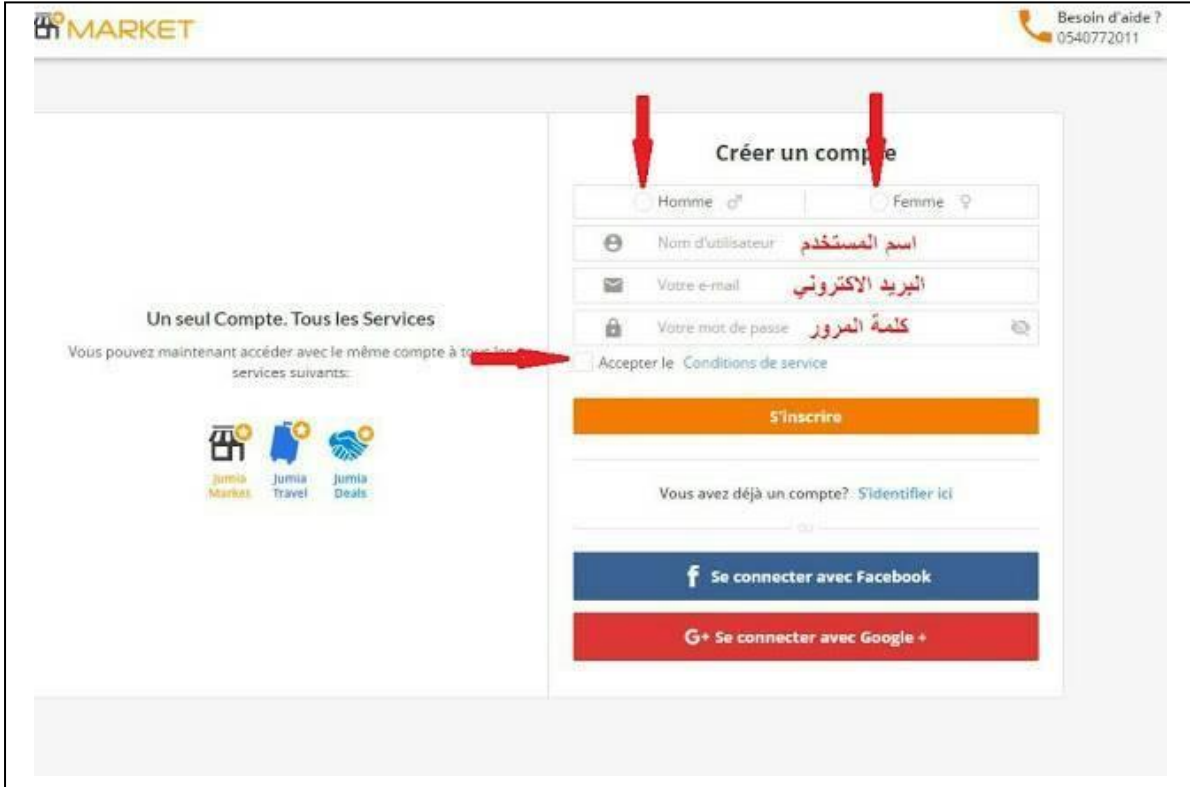 MARKET
Besoin d'aide ?
0540772011
Créer un compte
Homme
Femme
Nom d'utilisateur اسم المستخدم
Votre e-mail البريد الاكتروني
Votre mot de passe كلمة المرور
Accepter le Conditions de service
S'inscrire
Vous avez déjà un compte? S'identifier ici
ou
f Se connecter avec Facebook
G+ Se connecter avec Google +
Un seul Compte. Tous les Services
Vous pouvez maintenant accéder avec le même compte à tous les
services suivants:
Jumia Market
Jumia Travel
Jumia Deals